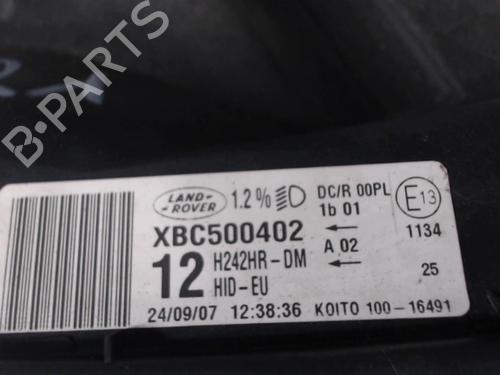 B-PARTS
LAND-
-ROVER
1.2%
DC/R 00PL
1b 01
E13
XBC500402
A 02
1134
12
H242HR-DM
HID-EU
25
24/09/07 12:38:36 KOITO 100-16491